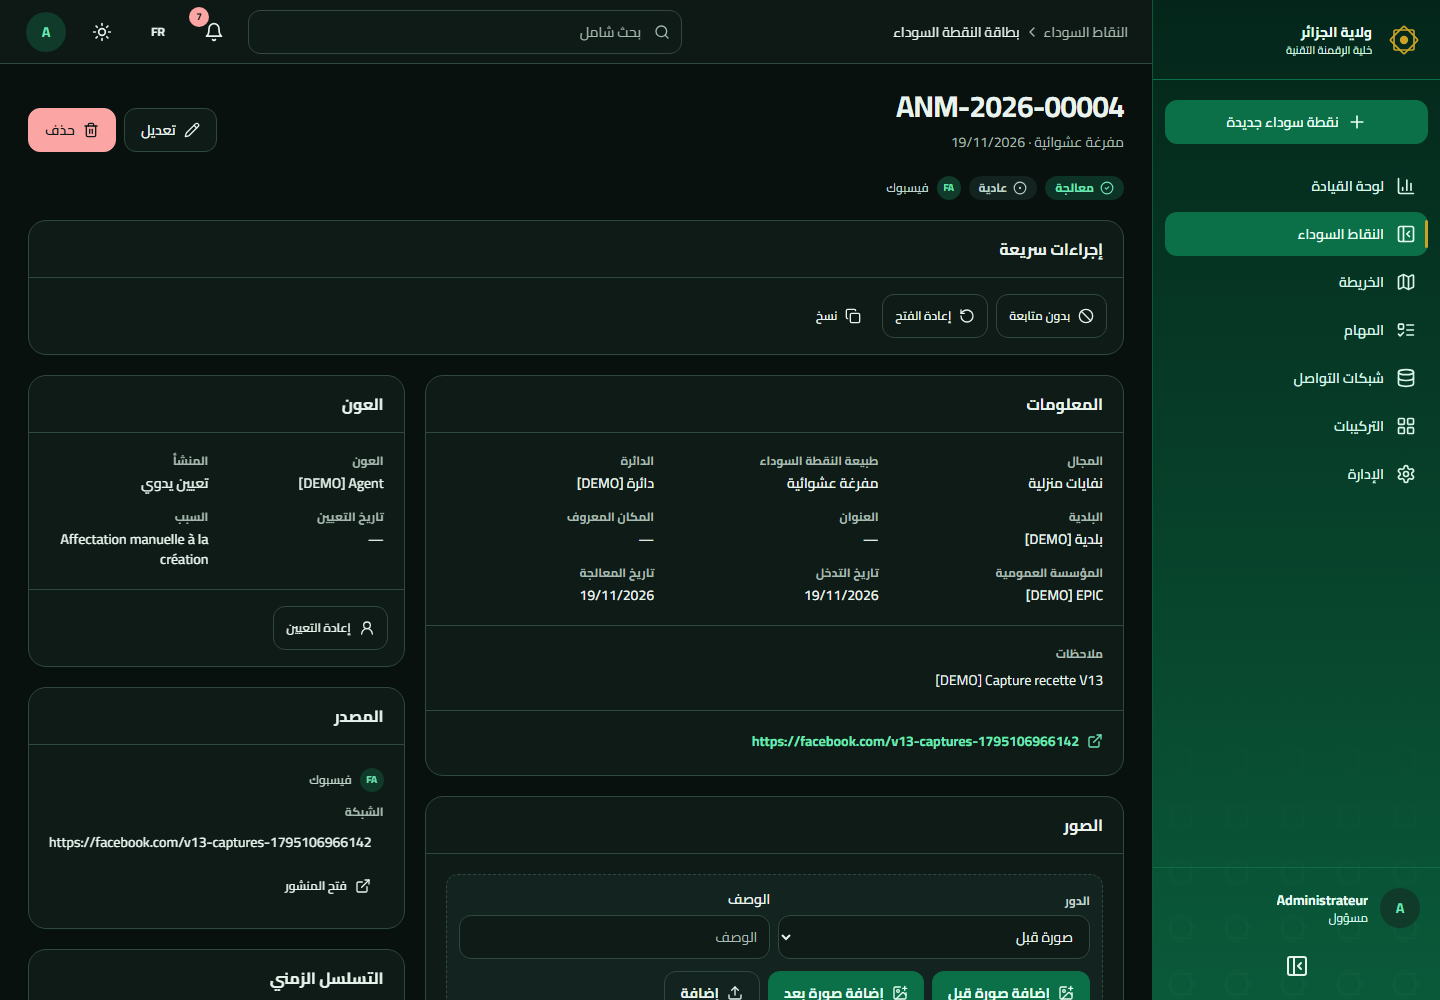 ولاية الجزائر
خلية الرقمنة التقنية
نقطة سوداء جديدة
لوحة القيادة
النقاط السوداء
الخريطة
المهام
شبكات التواصل
التركيبات
الإدارة
Administrateur
مسؤول
A
النقاط السوداء
بطاقة النقطة السوداء
بحث شامل
7
FR
A
ANM-2026-00004
مفرغة عشوائية · 19/11/2026
تعديل
حذف
معالجة
عادية
FA
فيسبوك
إجراءات سريعة
بدون متابعة
إعادة الفتح
نسخ
المعلومات
المجال
طبيعة النقطة السوداء
الدائرة
نفايات منزلية
مفرغة عشوائية
دائرة [DEMO]
البلدية
العنوان
المكان المعروف
بلدية [DEMO]
—
—
المؤسسة العمومية
تاريخ التدخل
تاريخ المعالجة
[DEMO] EPIC
19/11/2026
19/11/2026
ملاحظات
[DEMO] Capture recette V13
https://facebook.com/v13-captures-1795106966142
الصور
الدور
الوصف
صورة قبل
الوصف
إضافة صورة قبل
إضافة صورة بعد
إضافة
العون
العون
المنشأ
[DEMO] Agent
تعيين يدوي
تاريخ التعيين
السبب
—
Affectation manuelle à la
création
إعادة التعيين
المصدر
FA
فيسبوك
الشبكة
https://facebook.com/v13-captures-1795106966142
فتح المنشور
التسلسل الزمني